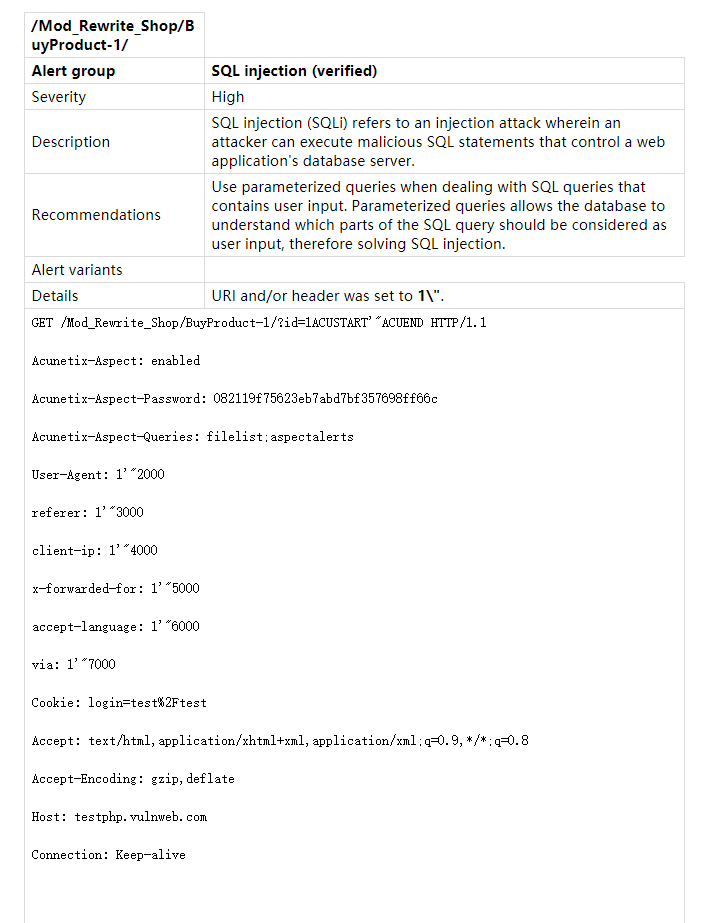 /Mod_Rewrite_Shop/B
uyProduct-1/
Alert group SQL injection (verified)
Severity High
Description SQL injection (SQLi) refers to an injection attack wherein an
attacker can execute malicious SQL statements that control a web
application's database server.
Recommendations Use parameterized queries when dealing with SQL queries that
contains user input. Parameterized queries allows the database to
understand which parts of the SQL query should be considered as
user input, therefore solving SQL injection.
Alert variants
Details URI and/or header was set to 1\".
GET /Mod_Rewrite_Shop/BuyProduct-1/?id=1ACUSTART'"ACUEND HTTP/1.1
Acunetix-Aspect: enabled
Acunetix-Aspect-Password: 082119f75623eb7abd7bf357698ff66c
Acunetix-Aspect-Queries: filelist;aspectalerts
User-Agent: 1'"2000
referer: 1'"3000
client-ip: 1'"4000
x-forwarded-for: 1'"5000
accept-language: 1'"6000
via: 1'"7000
Cookie: login=test%2Ftest
Accept: text/html,application/xhtml+xml,application/xml;q=0.9,*/*;q=0.8
Accept-Encoding: gzip,deflate
Host: testphp.vulnweb.com
Connection: Keep-alive